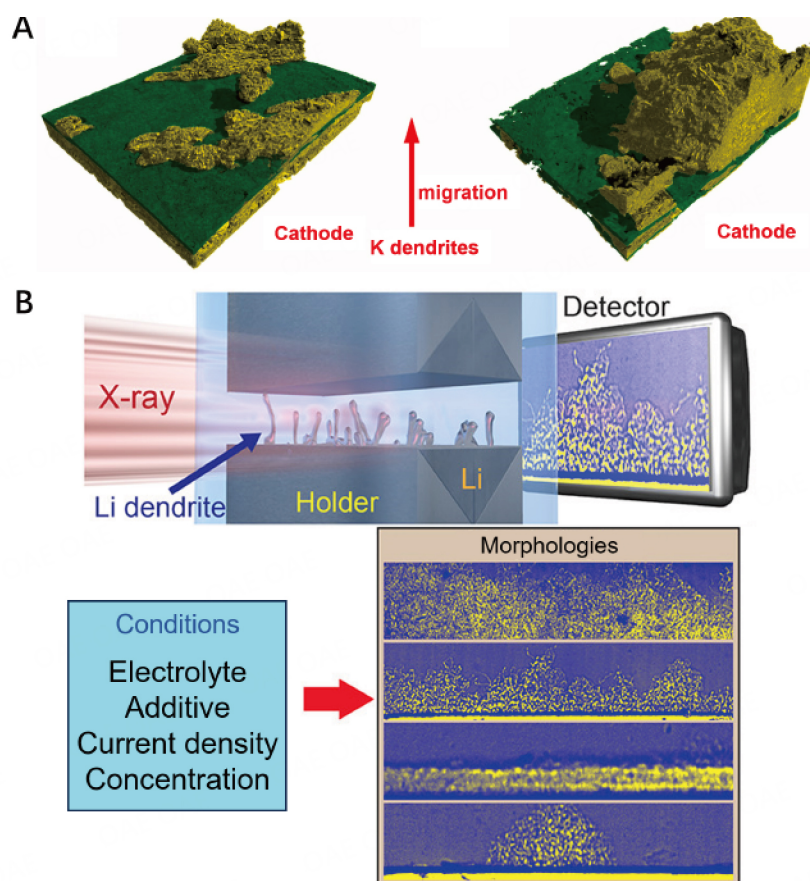 A
Cathode
migration
K dendrites
Cathode
B
Detector
X-ray
Li dendrite
Holder
Li
Morphologies
Conditions
Electrolyte
Additive
Current density
Concentration